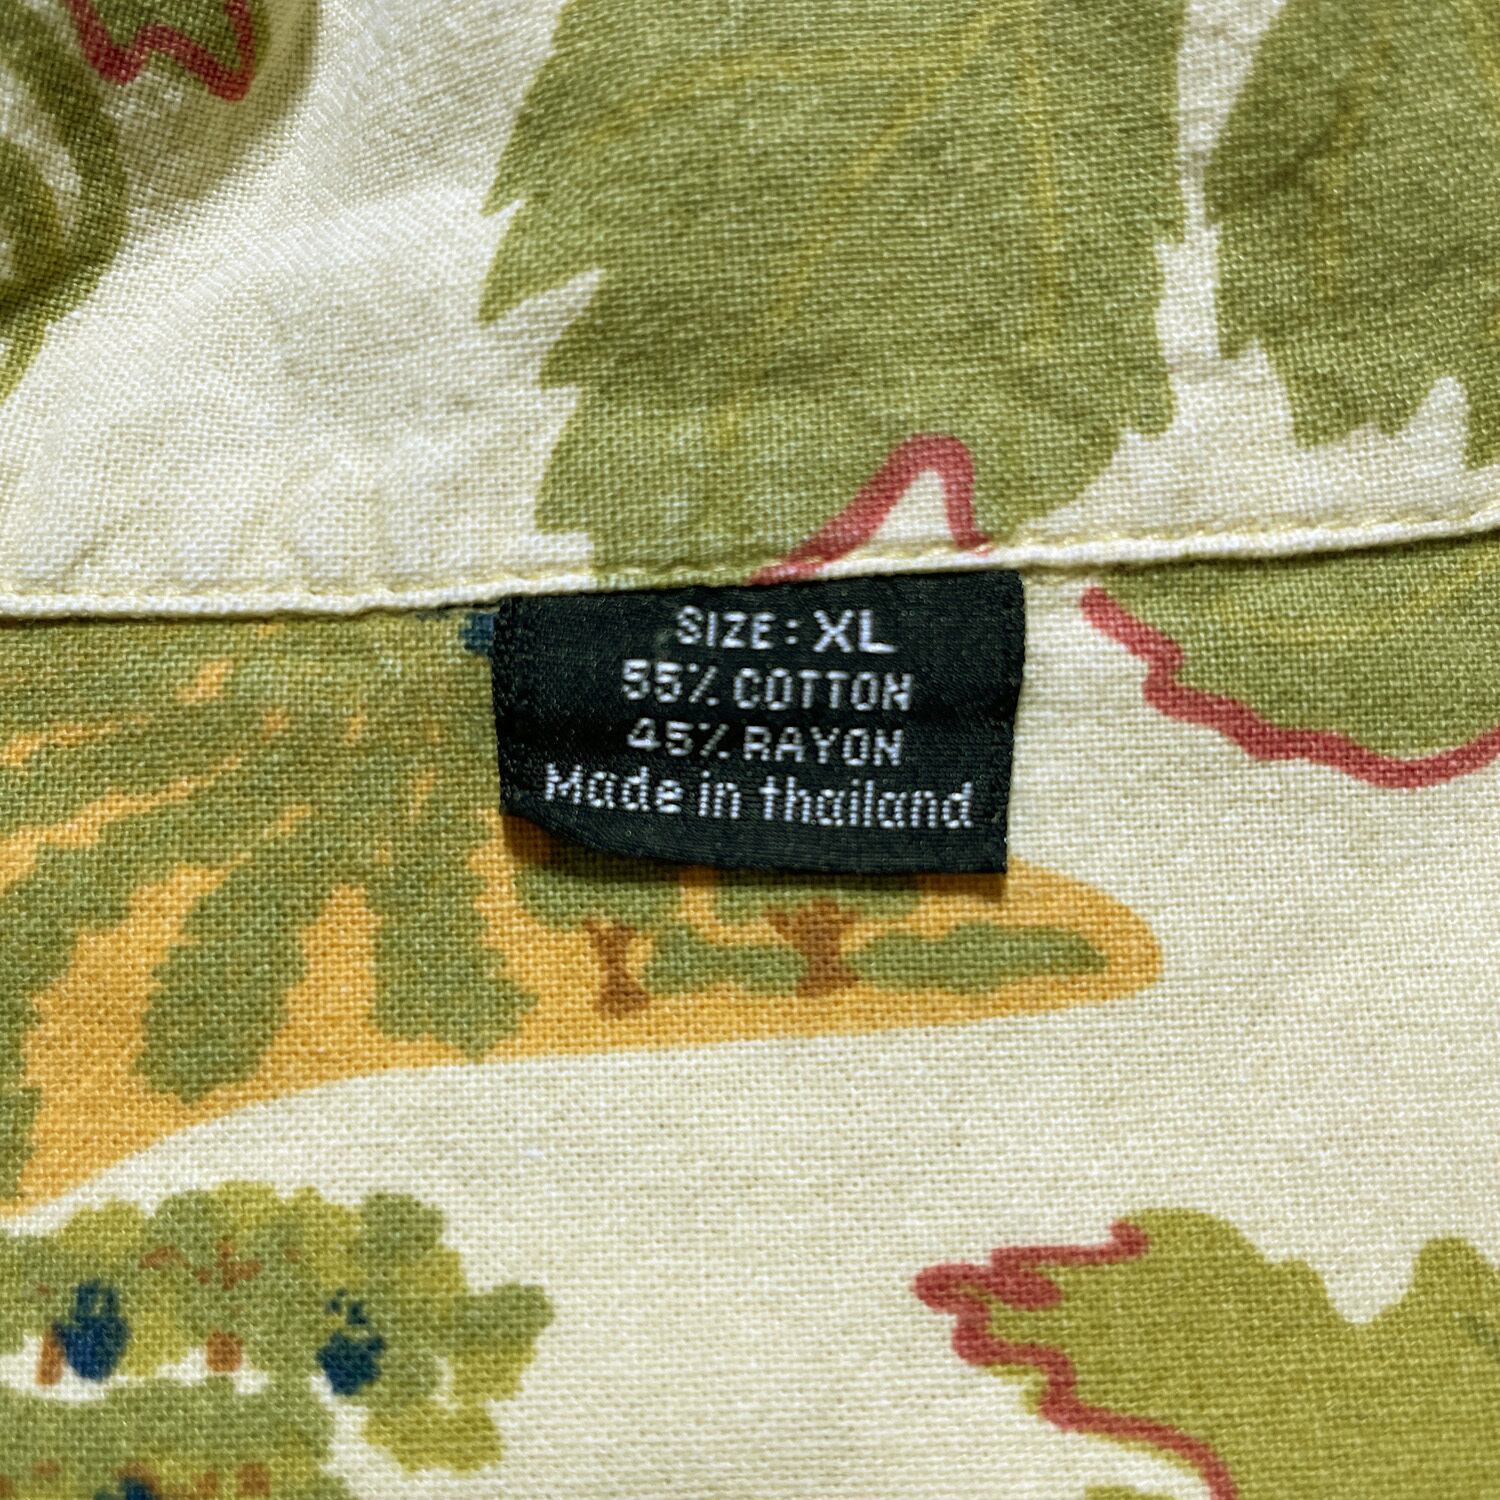 SIZE: XL
55% COTTON
45% RAYON
Made in thailand